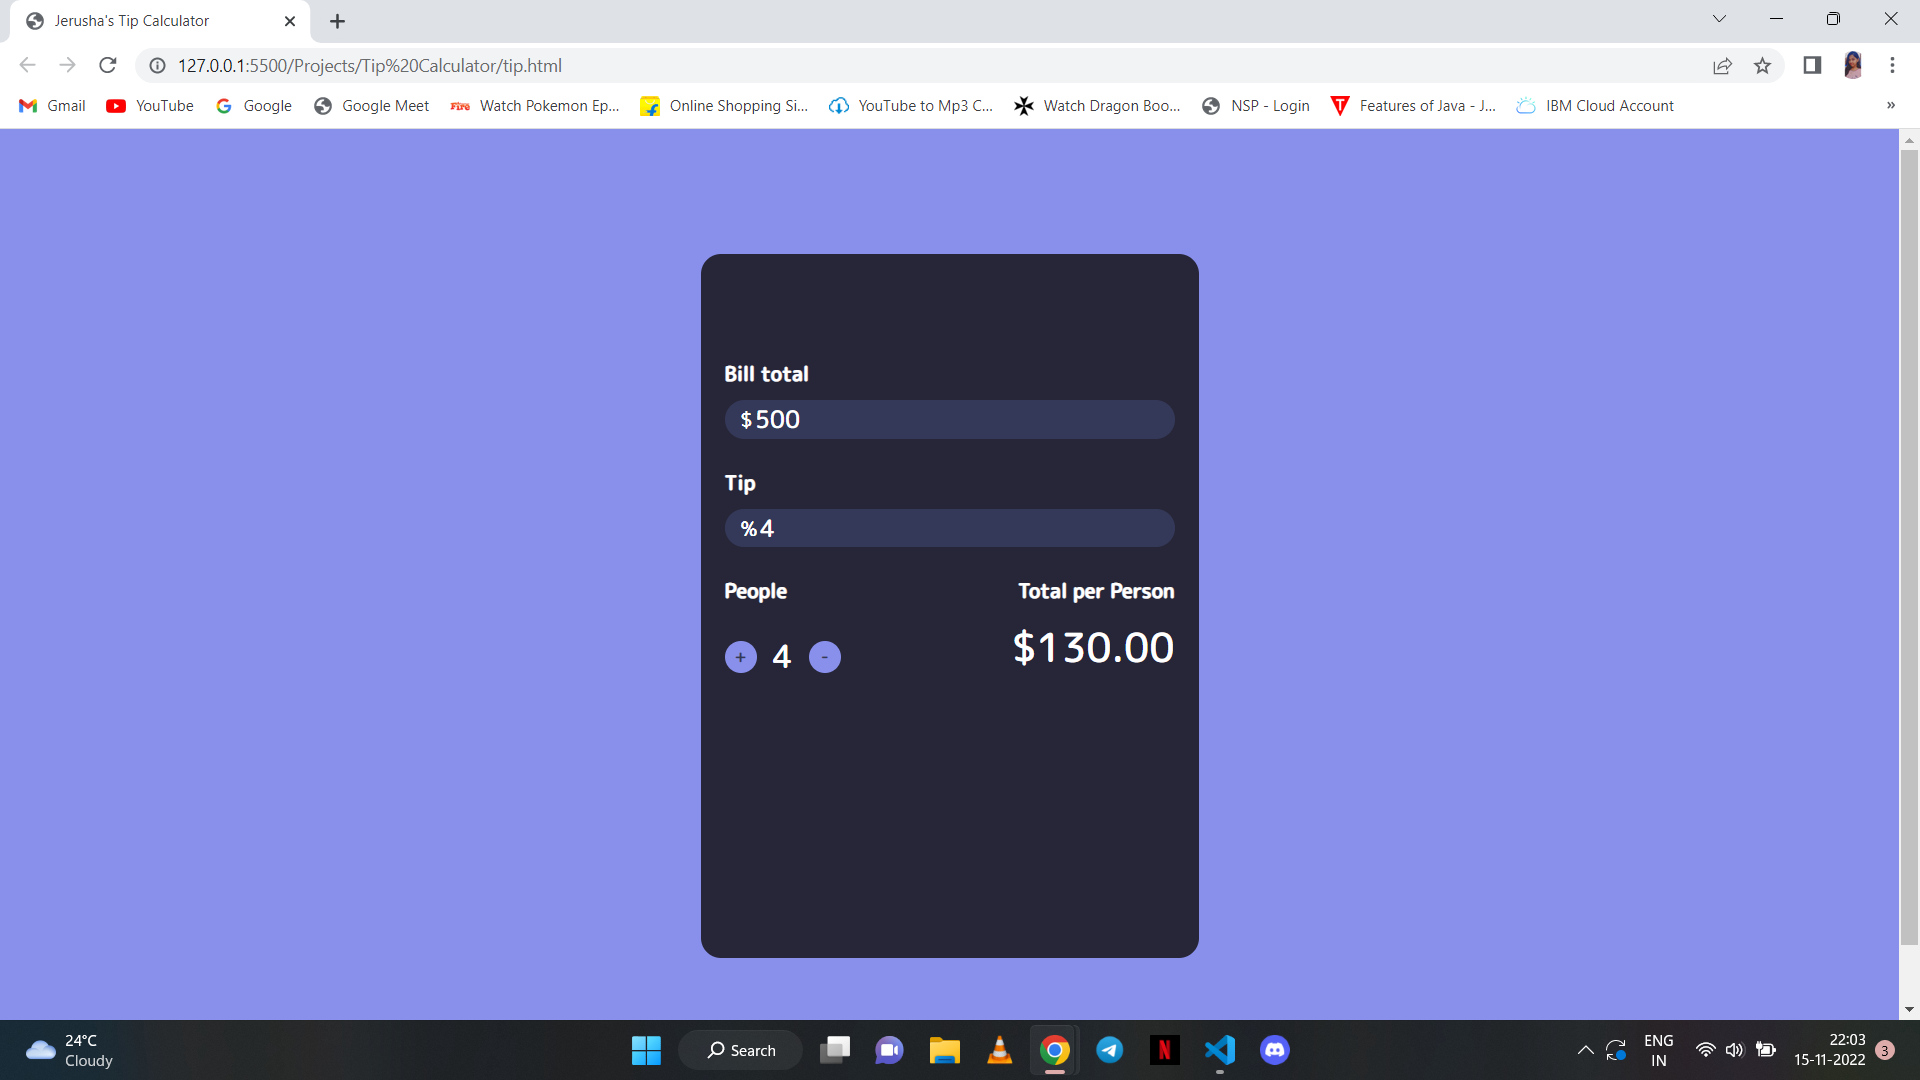 Jerusha's Tip Calculator
127.0.0.1:5500/Projects/Tip%20Calculator/tip.html
Gmail YouTube Google Google Meet Fire Watch Pokemon Ep... Online Shopping Si... YouTube to Mp3 C... Watch Dragon Boo... NSP - Login T Features of Java - J... IBM Cloud Account »
Bill total
$500
Tip
%4
People Total per Person
+ 4 - $130.00
24°C
Cloudy
Search
ENG
IN
22:03
15-11-2022
3